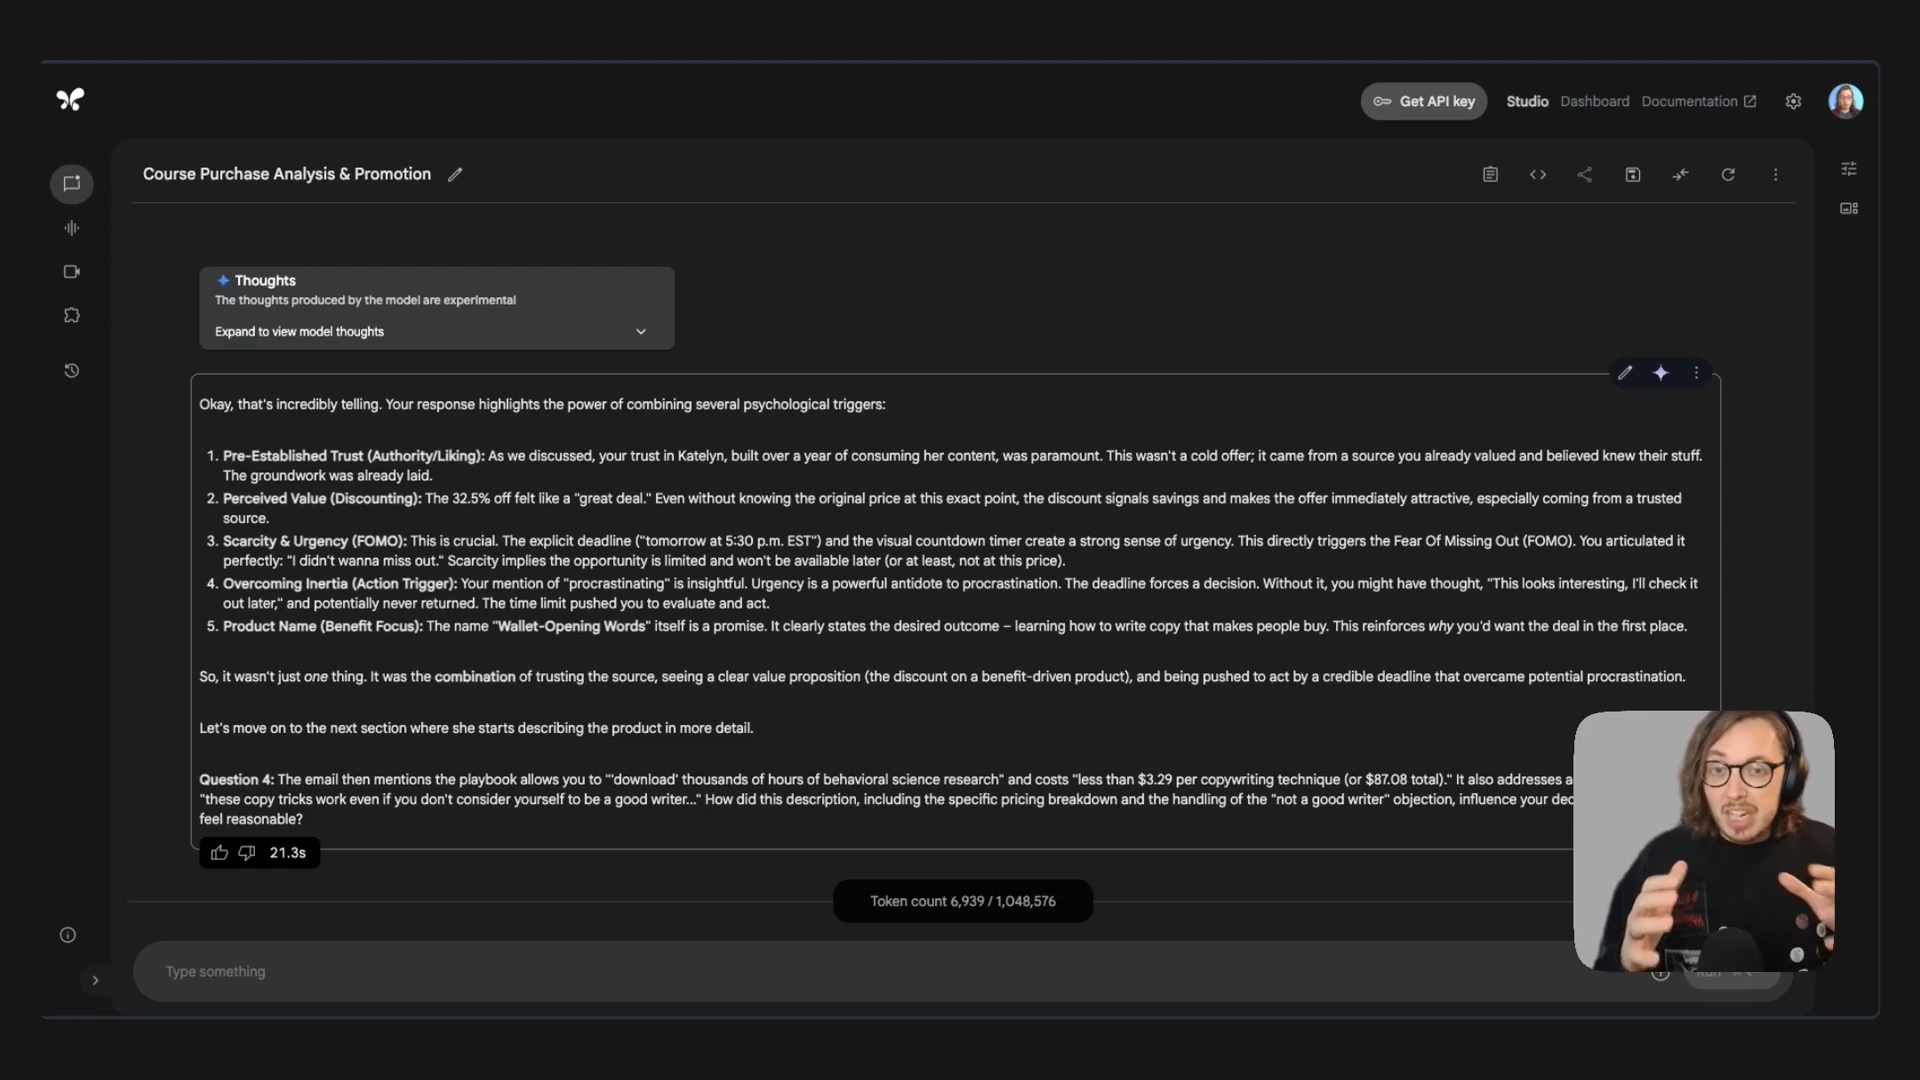 Get API key
Studio
Dashboard
Documentation
Course Purchase Analysis & Promotion
Thoughts
The thoughts produced by the model are experimental
Expand to view model thoughts
Okay, that's incredibly telling. Your response highlights the power of combining several psychological triggers:
1. Pre-Established Trust (Authority/Liking): As we discussed, your trust in Katelyn, built over a year of consuming her content, was paramount. This wasn't a cold offer; it came from a source you already valued and believed knew their stuff.
The groundwork was already laid.
2. Perceived Value (Discounting): The 32.5% off felt like a "great deal." Even without knowing the original price at this exact point, the discount signals savings and makes the offer immediately attractive, especially coming from a trusted
source.
3. Scarcity & Urgency (FOMO): This is crucial. The explicit deadline ("tomorrow at 5:30 p.m. EST") and the visual countdown timer create a strong sense of urgency. This directly triggers the Fear Of Missing Out (FOMO). You articulated it
perfectly: "I didn't wanna miss out." Scarcity implies the opportunity is limited and won't be available later (or at least, not at this price).
4. Overcoming Inertia (Action Trigger): Your mention of "procrastinating" is insightful. Urgency is a powerful antidote to procrastination. The deadline forces a decision. Without it, you might have thought, "This looks interesting, I'll check it
out later," and potentially never returned. The time limit pushed you to evaluate and act.
5. Product Name (Benefit Focus): The name "Wallet-Opening Words" itself is a promise. It clearly states the desired outcome – learning how to write copy that makes people buy. This reinforces why you'd want the deal in the first place.
So, it wasn't just one thing. It was the combination of trusting the source, seeing a clear value proposition (the discount on a benefit-driven product), and being pushed to act by a credible deadline that overcame potential procrastination.
Let's move on to the next section where she starts describing the product in more detail.
Question 4: The email then mentions the playbook allows you to "'download' thousands of hours of behavioral science research" and costs "less than $3.29 per copywriting technique (or $87.08 total)." It also addresses a
"these copy tricks work even if you don't consider yourself to be a good writer..." How did this description, including the specific pricing breakdown and the handling of the "not a good writer" objection, influence your
feel reasonable?
21.3s
Token count 6,939 / 1,048,576
Type something